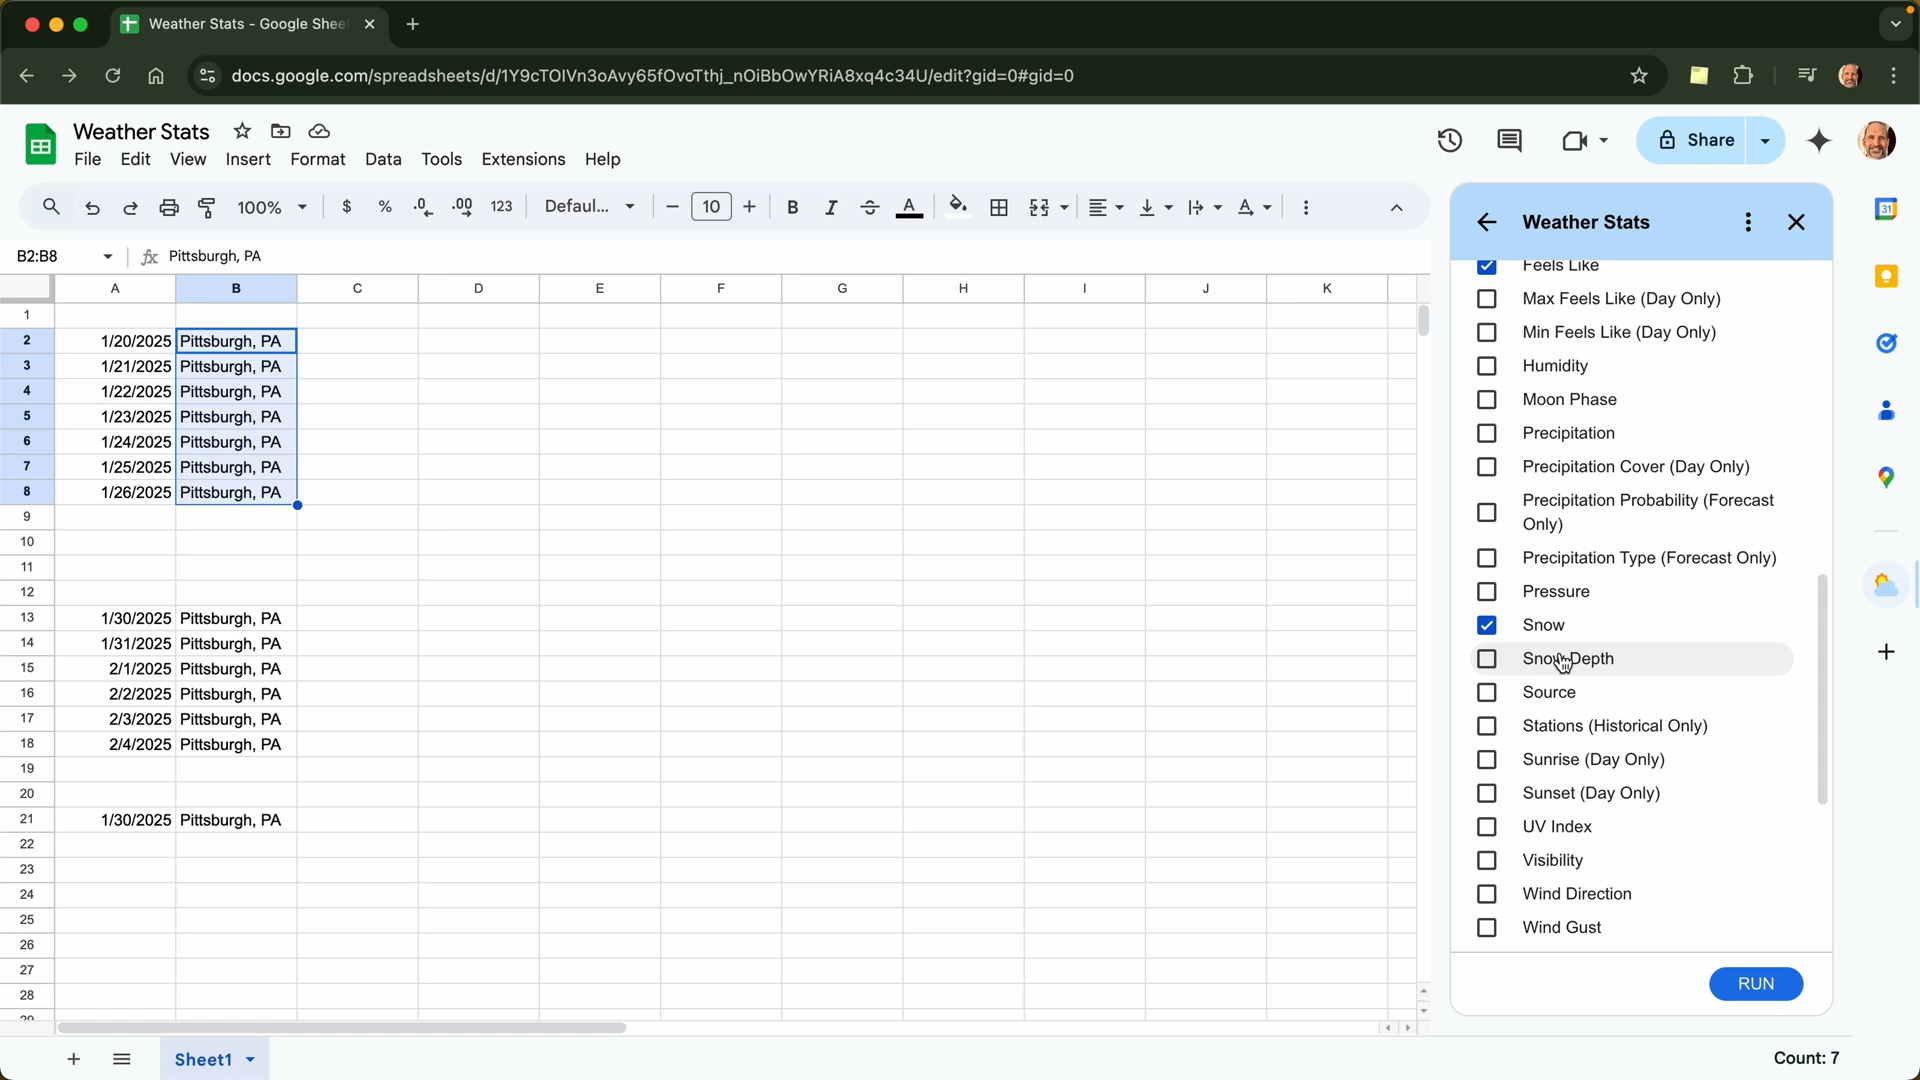 Weather Stats - Google Shee
docs.google.com/spreadsheets/d/1Y9cTOIVn3oAvy65fOvoTthj_nOiBbOwYRiA8xq4c34U/edit?gid=0#gid=0
Weather Stats
File Edit View Insert Format Data Tools Extensions Help
Share
100% $ % .0 .00 123 Defaul... 10 B I A
B2:B8 fx Pittsburgh, PA
A B C D E F G H I J K
1
2 1/20/2025 Pittsburgh, PA
3 1/21/2025 Pittsburgh, PA
4 1/22/2025 Pittsburgh, PA
5 1/23/2025 Pittsburgh, PA
6 1/24/2025 Pittsburgh, PA
7 1/25/2025 Pittsburgh, PA
8 1/26/2025 Pittsburgh, PA
9
10
11
12
13 1/30/2025 Pittsburgh, PA
14 1/31/2025 Pittsburgh, PA
15 2/1/2025 Pittsburgh, PA
16 2/2/2025 Pittsburgh, PA
17 2/3/2025 Pittsburgh, PA
18 2/4/2025 Pittsburgh, PA
19
20
21 1/30/2025 Pittsburgh, PA
22
23
24
25
26
27
28
29
Weather Stats
Feels Like
Max Feels Like (Day Only)
Min Feels Like (Day Only)
Humidity
Moon Phase
Precipitation
Precipitation Cover (Day Only)
Precipitation Probability (Forecast
Only)
Precipitation Type (Forecast Only)
Pressure
Snow
Snow Depth
Source
Stations (Historical Only)
Sunrise (Day Only)
Sunset (Day Only)
UV Index
Visibility
Wind Direction
Wind Gust
RUN
31
Sheet1
Count: 7